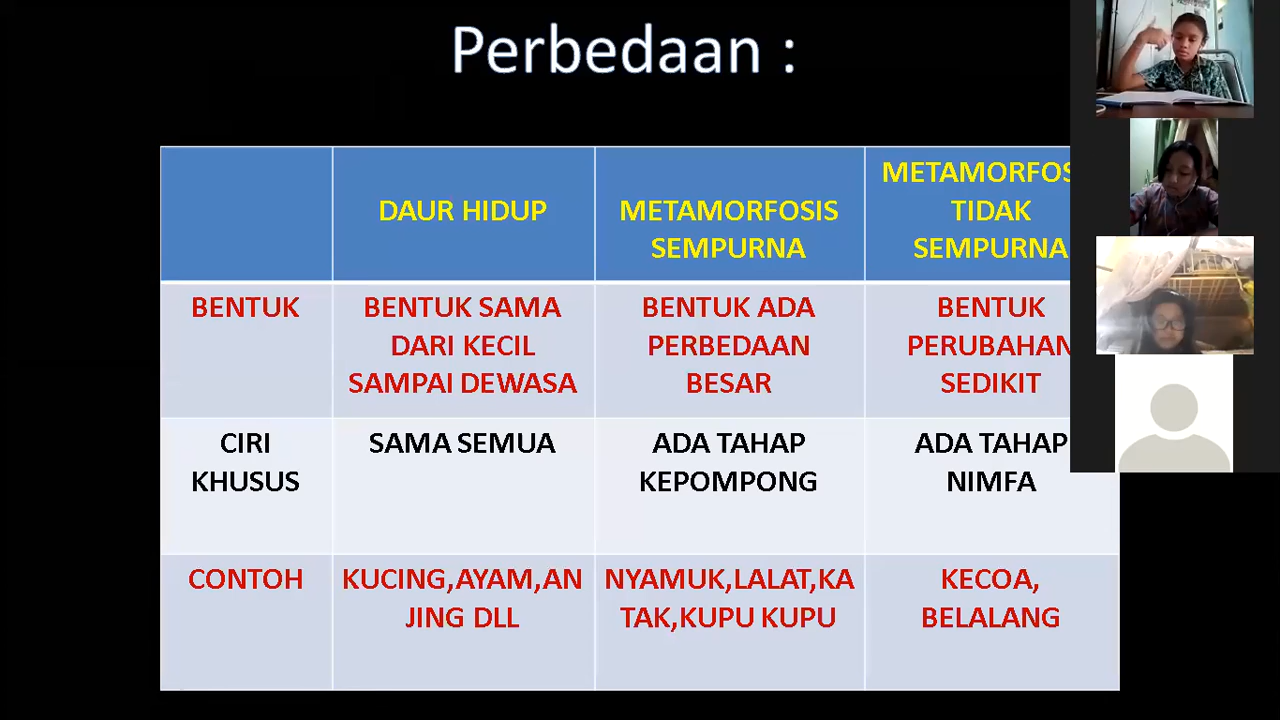 Perbedaan :
DAUR HIDUP
METAMORFOSIS
SEMPURNA
METAMORFOS
TIDAK
SEMPURNA
BENTUK
BENTUK SAMA
DARI KECIL
SAMPAI DEWASA
BENTUK ADA
PERBEDAAN
BESAR
BENTUK
PERUBAHAN
SEDIKIT
CIRI
KHUSUS
SAMA SEMUA
ADA TAHAP
KEPOMPONG
ADA TAHAP
NIMFA
CONTOH
KUCING,AYAM,AN
JING DLL
NYAMUK,LALAT,KA
TAK,KUPU KUPU
KECOA,
BELALANG